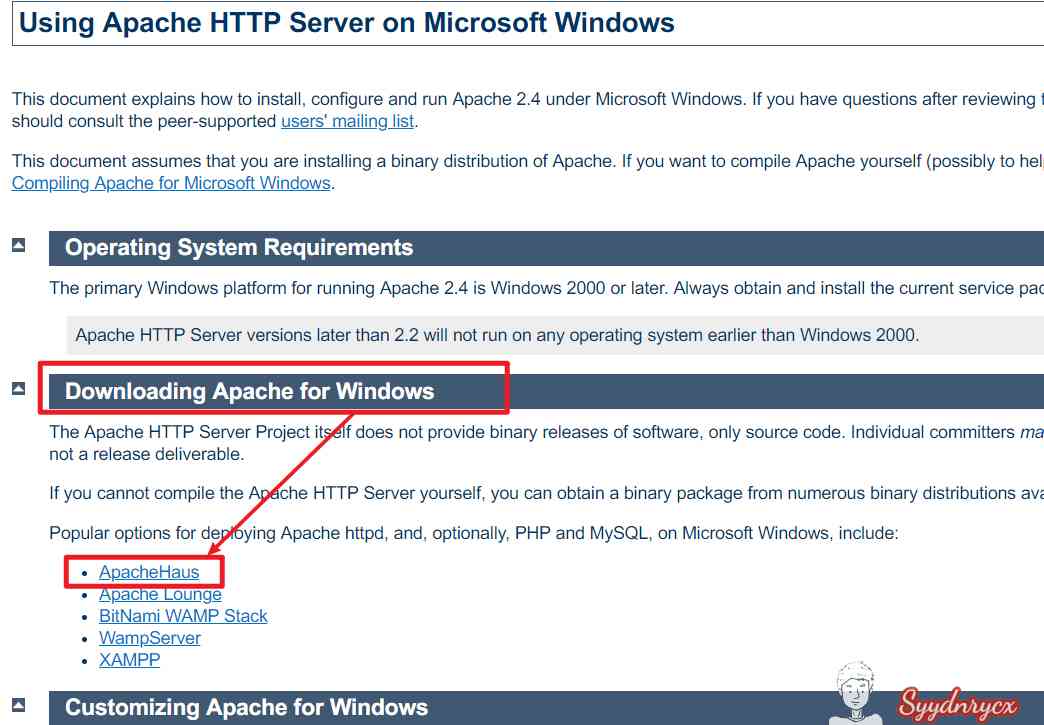 Using Apache HTTP Server on Microsoft Windows
This document explains how to install, configure and run Apache 2.4 under Microsoft Windows. If you have questions after reviewing
should consult the peer-supported users' mailing list.
This document assumes that you are installing a binary distribution of Apache. If you want to compile Apache yourself (possibly to hel
Compiling Apache for Microsoft Windows.
Operating System Requirements
The primary Windows platform for running Apache 2.4 is Windows 2000 or later. Always obtain and install the current service pac
Apache HTTP Server versions later than 2.2 will not run on any operating system earlier than Windows 2000.
Downloading Apache for Windows
The Apache HTTP Server Project itself does not provide binary releases of software, only source code. Individual committers ma
not a release deliverable.
If you cannot compile the Apache HTTP Server yourself, you can obtain a binary package from numerous binary distributions ava
Popular options for deploying Apache httpd, and, optionally, PHP and MySQL, on Microsoft Windows, include:
• ApacheHaus
• Apache Lounge
• BitNami WAMP Stack
• WampServer
• XAMPP
Customizing Apache for Windows
Syydnrycx